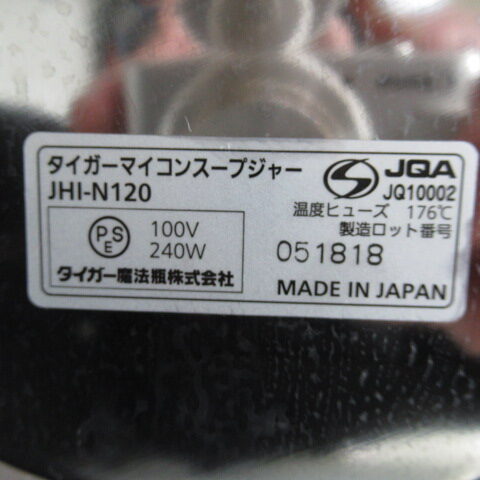 タイガーマイコンスープジャー
JHI-N120
JQA
JQ10002
温度ヒューズ 176℃
製造ロット番号
051818
MADE IN JAPAN
PSE
100V
240W
タイガー魔法瓶株式会社